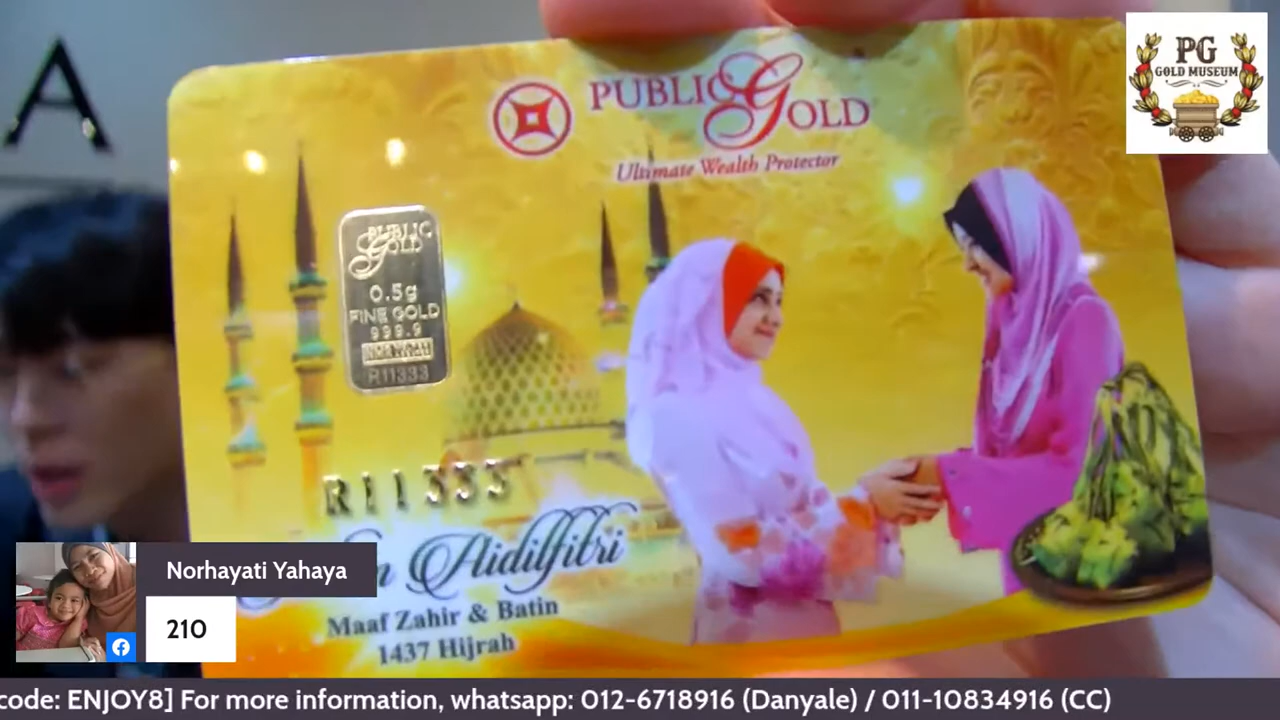 A
PG
GOLD MUSEUM
PUBLIC GOLD
Ultimate Wealth Protector
PUBLIC
GOLD
0.5g
FINE GOLD
999.9
R11333
R11333
Aidilfitri
Maaf Zahir & Batin
1437 Hijrah
Norhayati Yahaya
210
code: ENJOY8] For more information, whatsapp: 012-6718916 (Danyale) / 011-10834916 (CC)